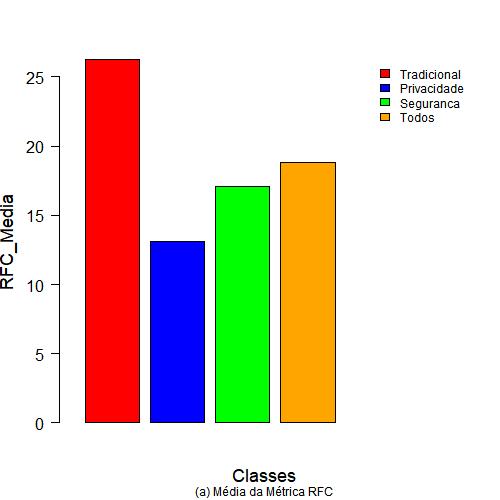 RFC_Media
25
20
15
10
5
0
Tradicional
Privacidade
Seguranca
Todos
Classes
(a) Média da Métrica RFC